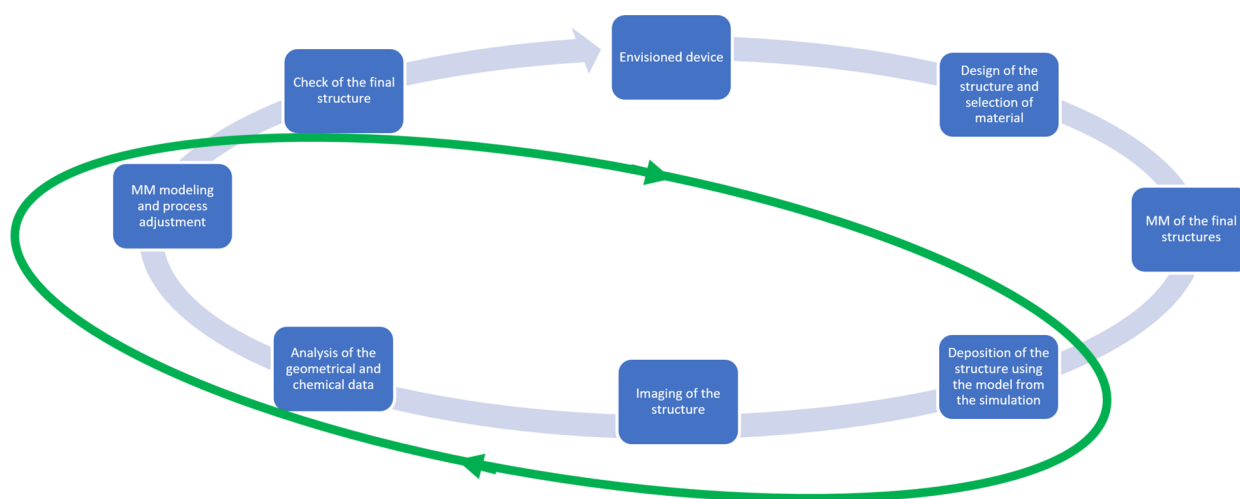 Envisioned device
Design of the
structure and
selection of
material
MM of the final
structures
Deposition of the
structure using
the model from
the simulation
Imaging of the
structure
Analysis of the
geometrical and
chemical data
MM modeling
and process
adjustment
Check of the final
structure